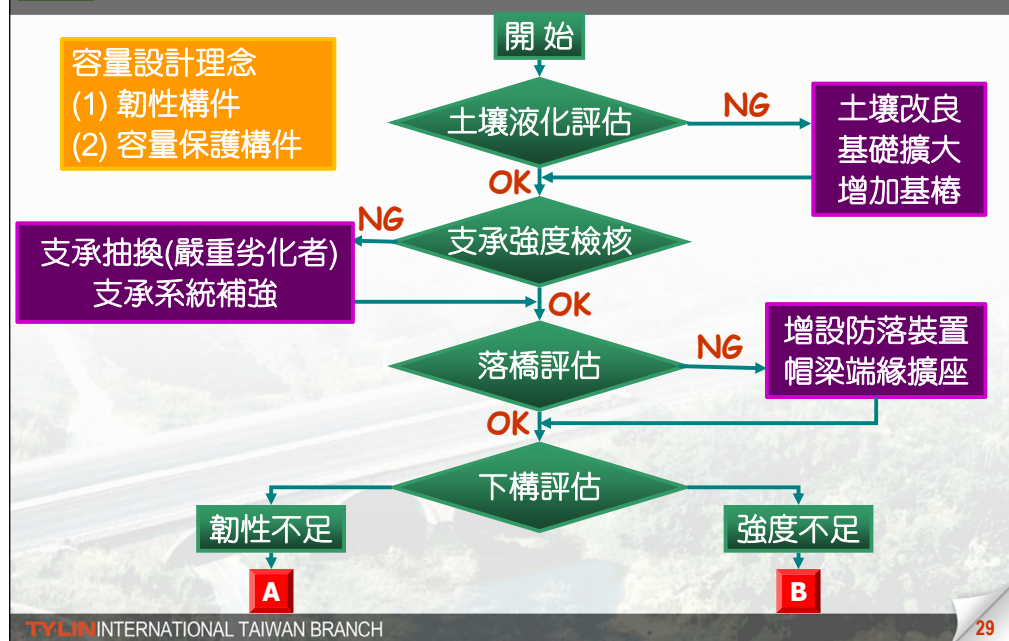 開 始
容量設計理念
(1) 韌性構件
(2) 容量保護構件
土壤液化評估
NG
土壤改良
基礎擴大
增加基樁
OK
支承強度檢核
NG
支承抽換(嚴重劣化者)
支承系統補強
OK
落橋評估
NG
增設防落裝置
帽梁端緣擴座
OK
下構評估
韌性不足
強度不足
A
B
TYLININTERNATIONAL TAIWAN BRANCH
29